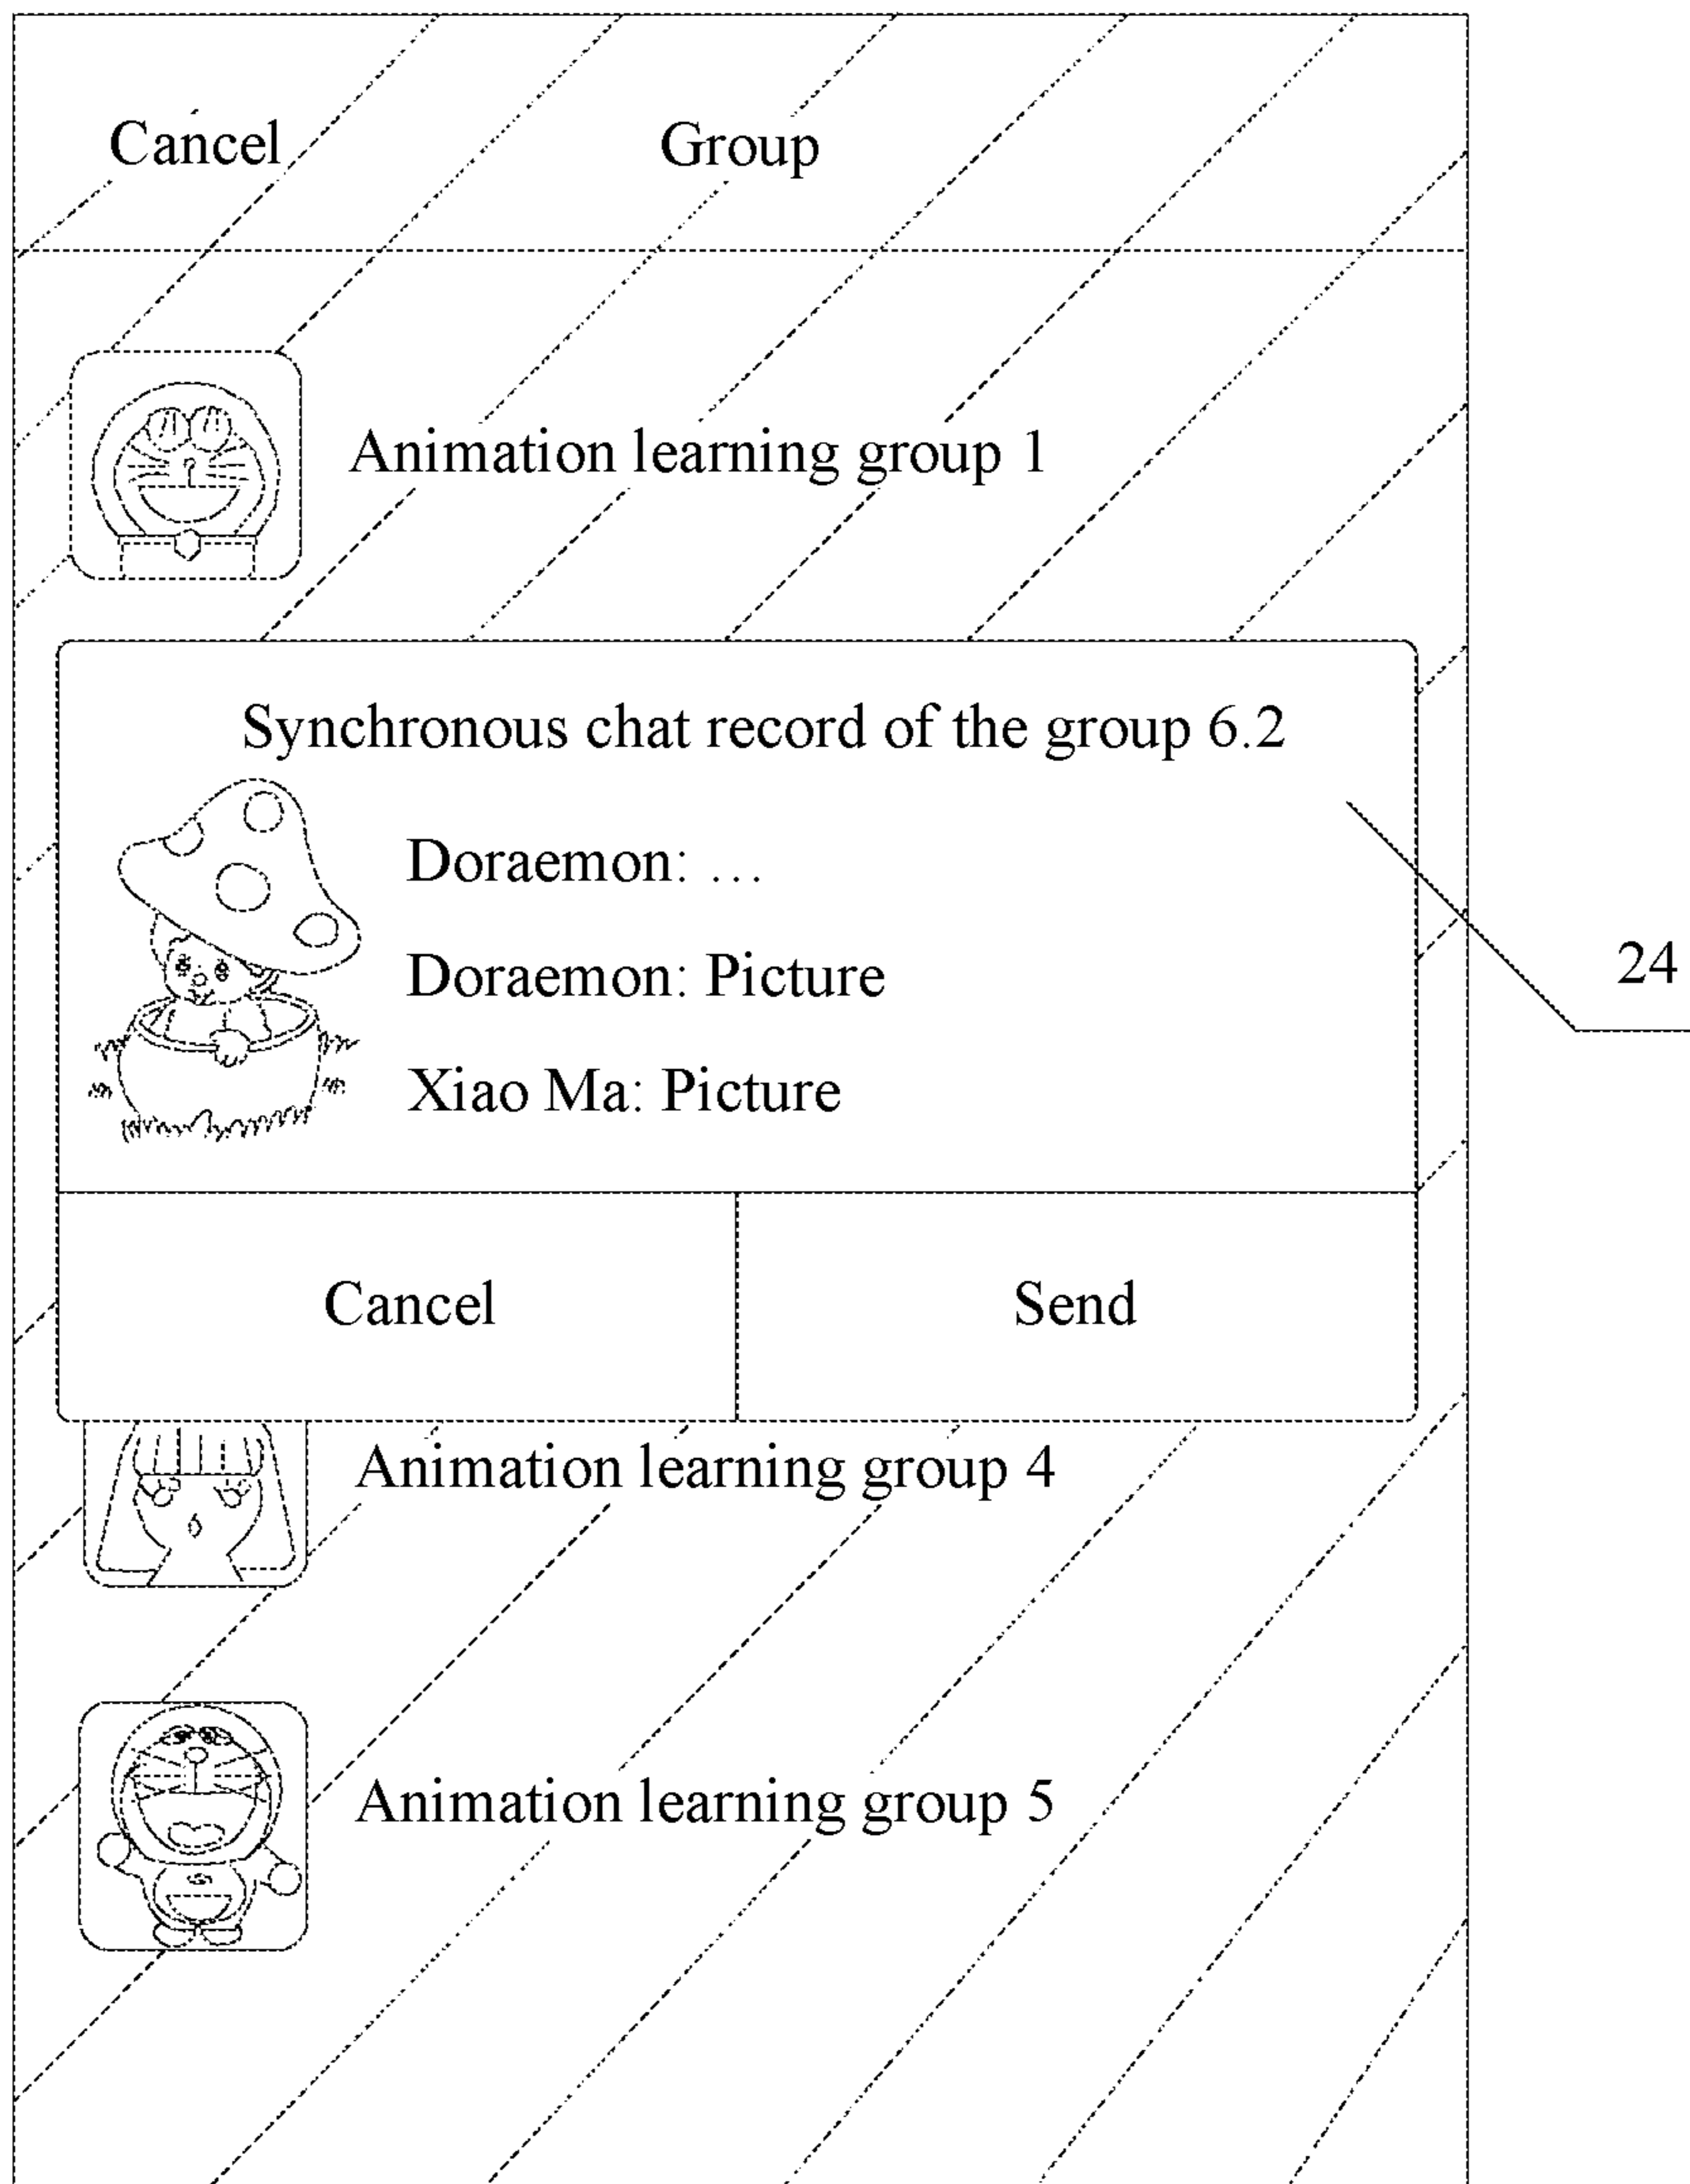 Cancel Group
Animation learning group 1
Synchronous chat record of the group 6.2
Doraemon: …
Doraemon: Picture
24
Xiao Ma: Picture
Cancel Send
Animation learning group 4
Animation learning group 5